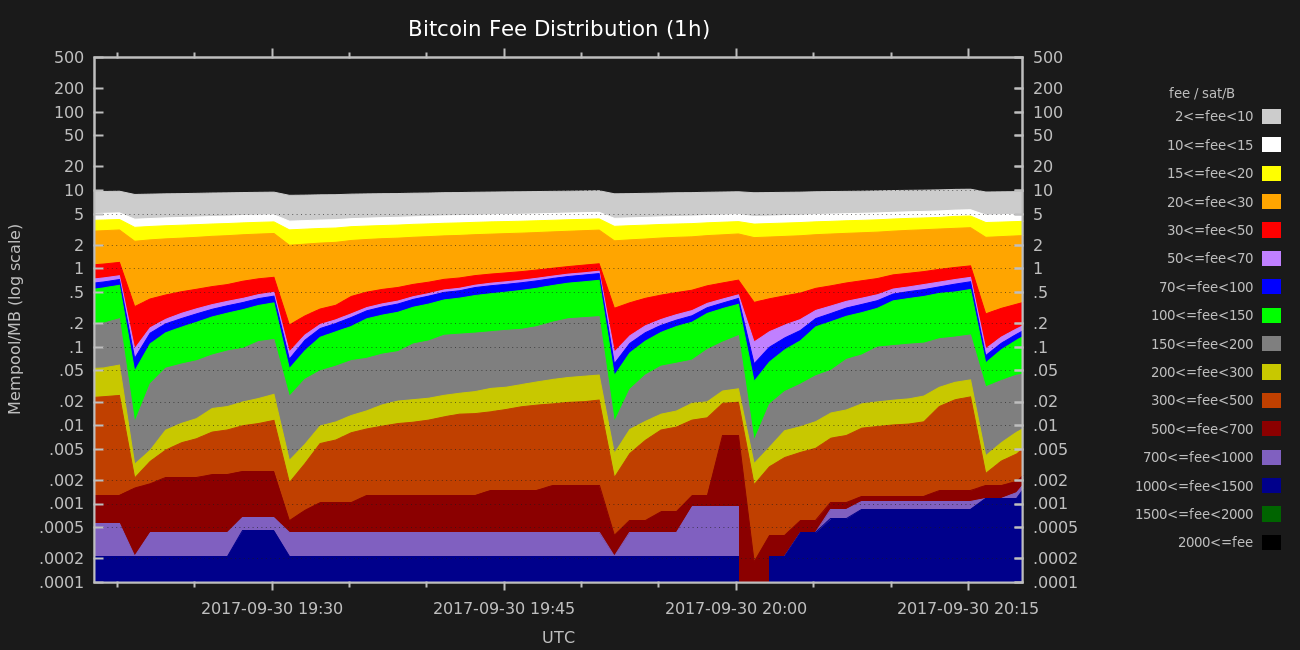 Bitcoin Fee Distribution (1h)
Mempool/MB (log scale)
500
200
100
50
20
10
5
2
1
.5
.2
.1
.05
.02
.01
.005
.002
.001
.0005
.0002
.0001
500
200
100
50
20
10
5
2
1
.5
.2
.1
.05
.02
.01
.005
.002
.001
.0005
.0002
.0001
2017-09-30 19:30
2017-09-30 19:45
2017-09-30 20:00
2017-09-30 20:15
UTC
fee / sat/B
2<=fee<10
10<=fee<15
15<=fee<20
20<=fee<30
30<=fee<50
50<=fee<70
70<=fee<100
100<=fee<150
150<=fee<200
200<=fee<300
300<=fee<500
500<=fee<700
700<=fee<1000
1000<=fee<1500
1500<=fee<2000
2000<=fee